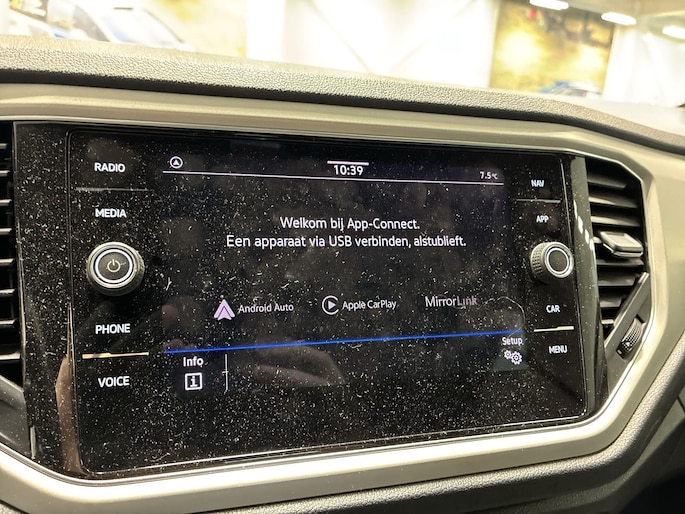 RADIO
MEDIA
PHONE
VOICE
10:39
7.5°C
Welkom bij App-Connect.
Een apparaat via USB verbinden, alstublieft.
Android Auto
Apple CarPlay
MirrorLink
Info
Setup
NAV
APP
CAR
MENU